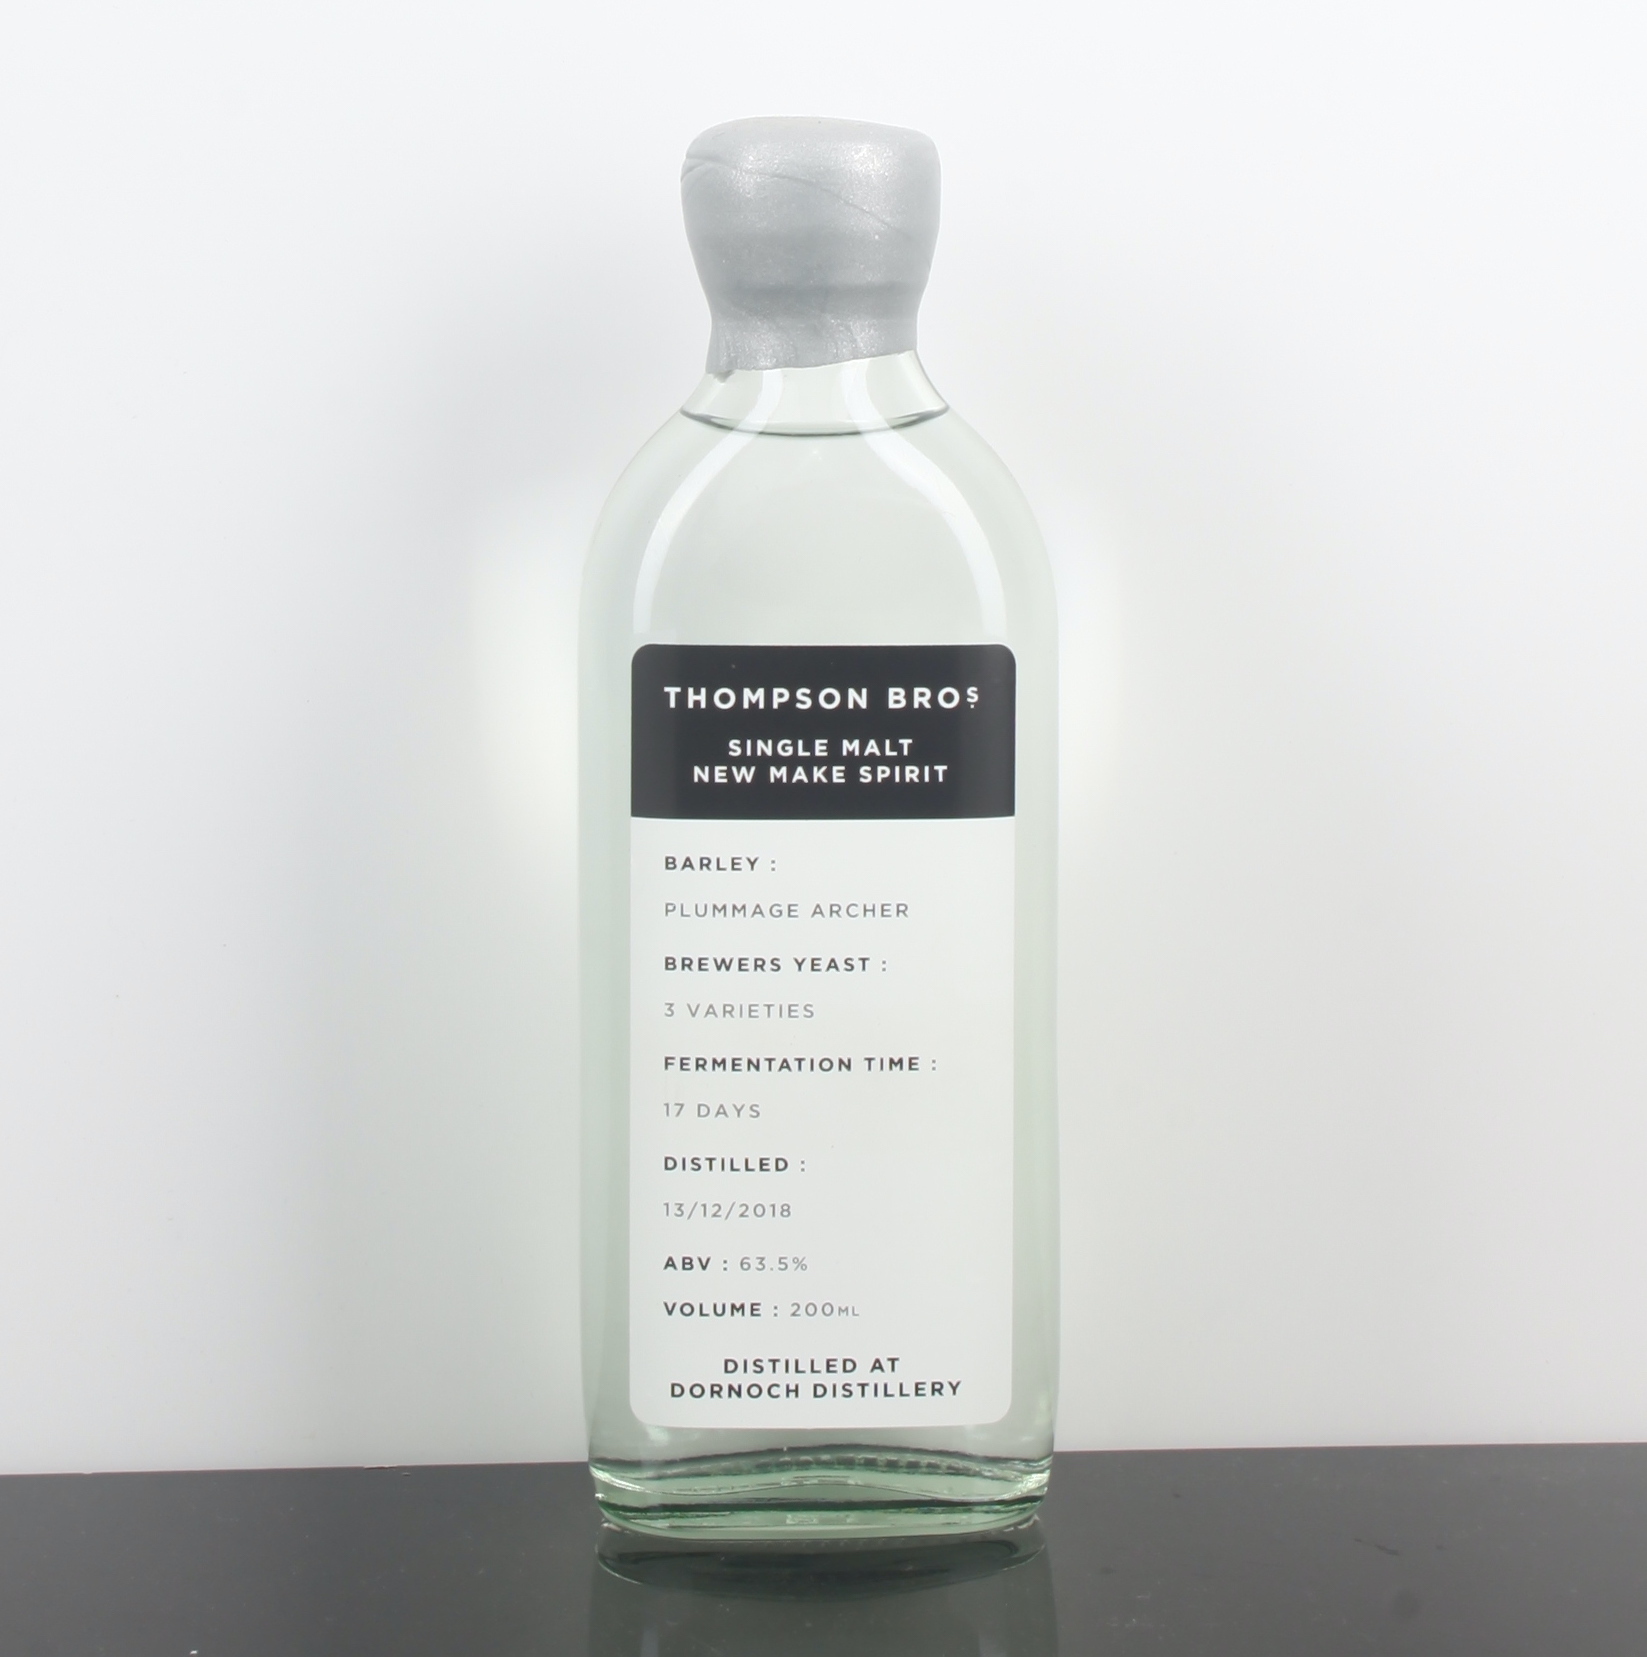 THOMPSON BROS
SINGLE MALT
NEW MAKE SPIRIT
BARLEY :
PLUMMAGE ARCHER
BREWERS YEAST :
3 VARIETIES
FERMENTATION TIME :
17 DAYS
DISTILLED :
13/12/2018
ABV : 63.5%
VOLUME : 200ML
DISTILLED AT
DORNOCH DISTILLERY